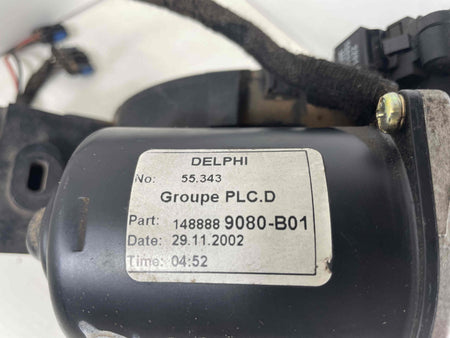 DELPHI
No: 55.343
Groupe PLC.D
Part: 148888 9080-B01
Date: 29.11.2002
Time: 04:52